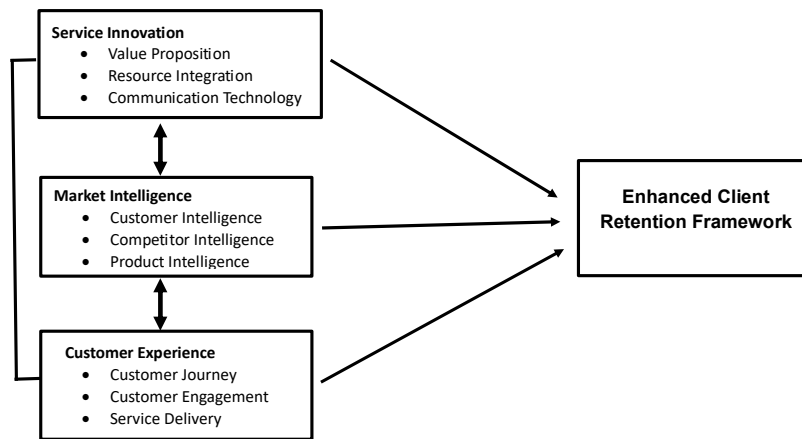 Service Innovation
• Value Proposition
• Resource Integration
• Communication Technology
Market Intelligence
• Customer Intelligence
• Competitor Intelligence
• Product Intelligence
Customer Experience
• Customer Journey
• Customer Engagement
• Service Delivery
Enhanced Client
Retention Framework